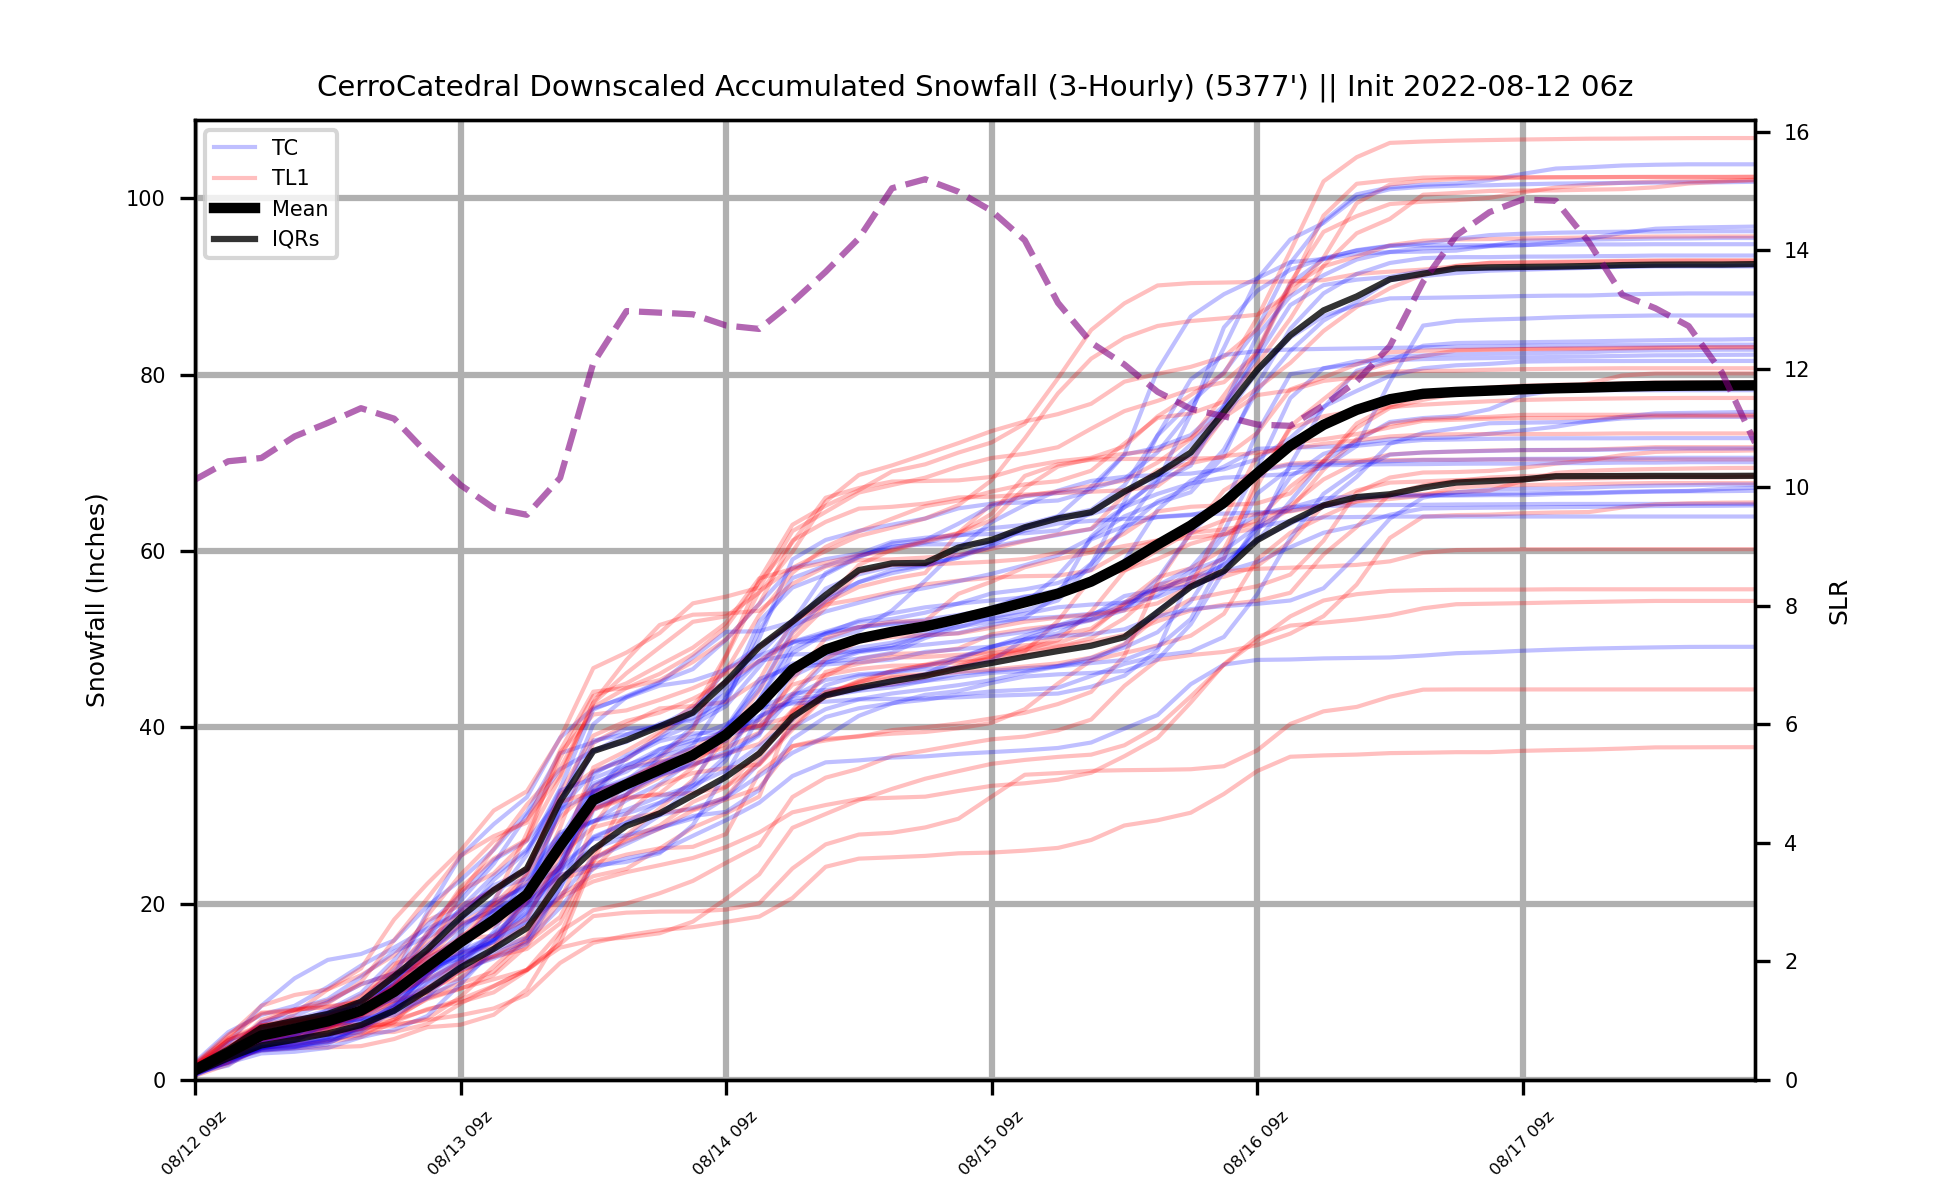 CerroCatedral Downscaled Accumulated Snowfall (3-Hourly) (5377') || Init 2022-08-12 06z
TC
TL1
Mean
IQRs
Snowfall (Inches)
100
80
60
40
20
0
SLR
16
14
12
10
8
6
4
2
0
08/12 09z
08/13 09z
08/14 09z
08/15 09z
08/16 09z
08/17 09z